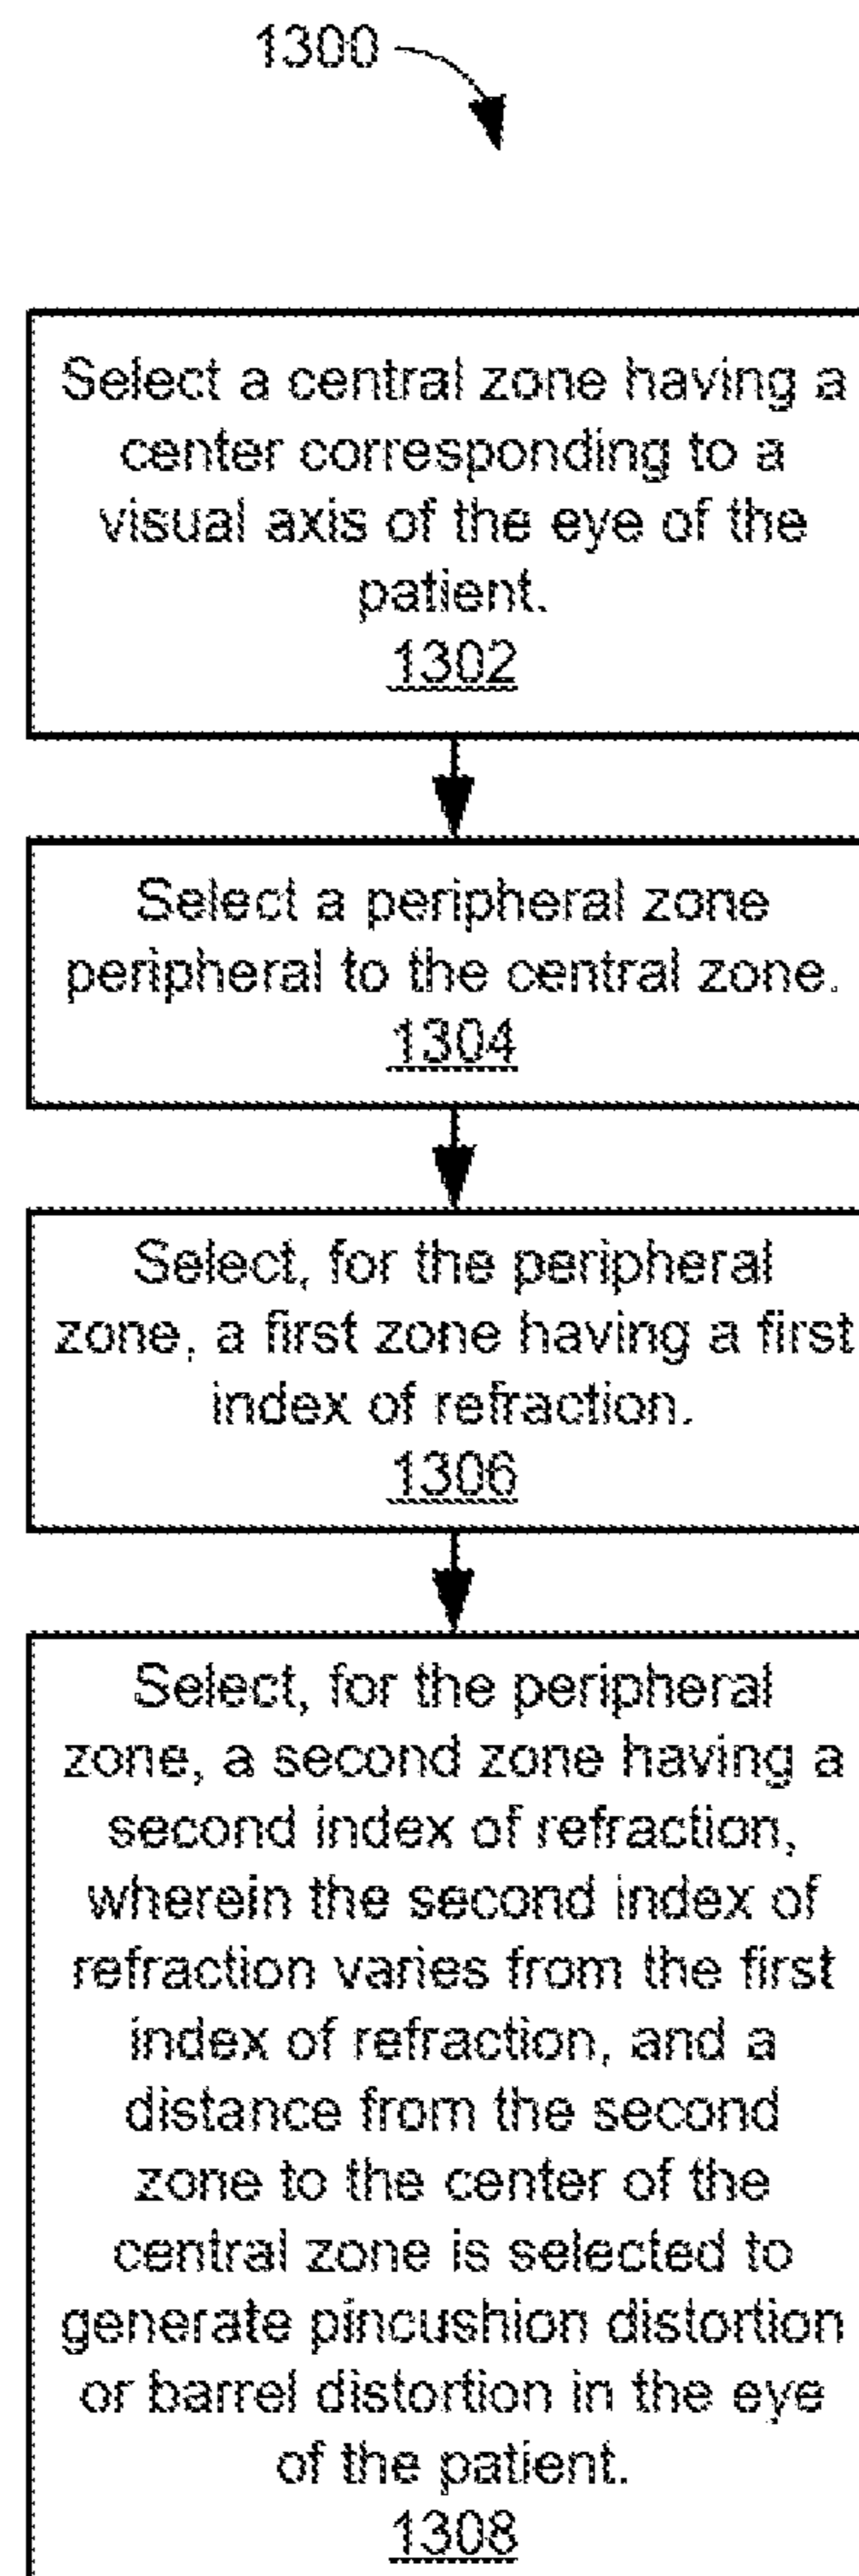 1300
Select a central zone having a
center corresponding to a
visual axis of the eye of the
patient.
1302
Select a peripheral zone
peripheral to the central zone.
1304
Select, for the peripheral
zone, a first zone having a first
index of refraction.
1306
Select, for the peripheral
zone, a second zone having a
second index of refraction,
wherein the second index of
refraction varies from the first
index of refraction, and a
distance from the second
zone to the center of the
central zone is selected to
generate pincushion distortion
or barrel distortion in the eye
of the patient.
1308